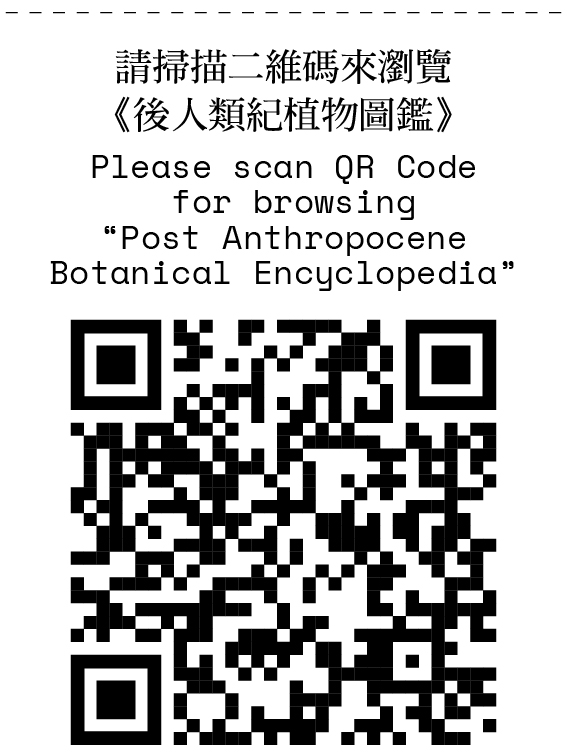 請掃描二維碼來瀏覽
《後人類紀植物圖鑑》
Please scan QR Code
for browsing
“Post Anthropocene
Botanical Encyclopedia”